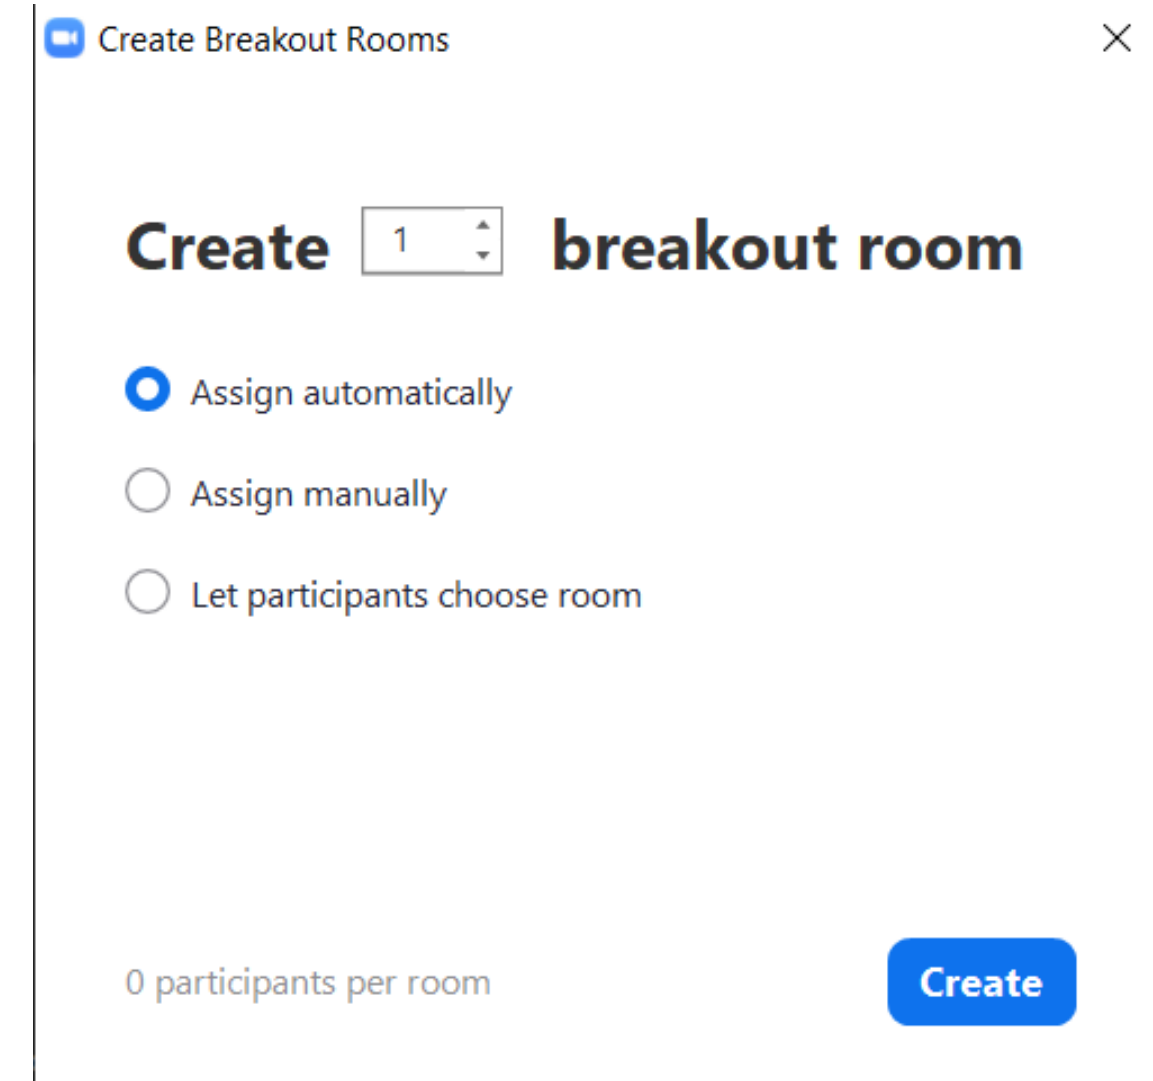 Create Breakout Rooms
Create 1 breakout room
Assign automatically
Assign manually
Let participants choose room
0 participants per room
Create